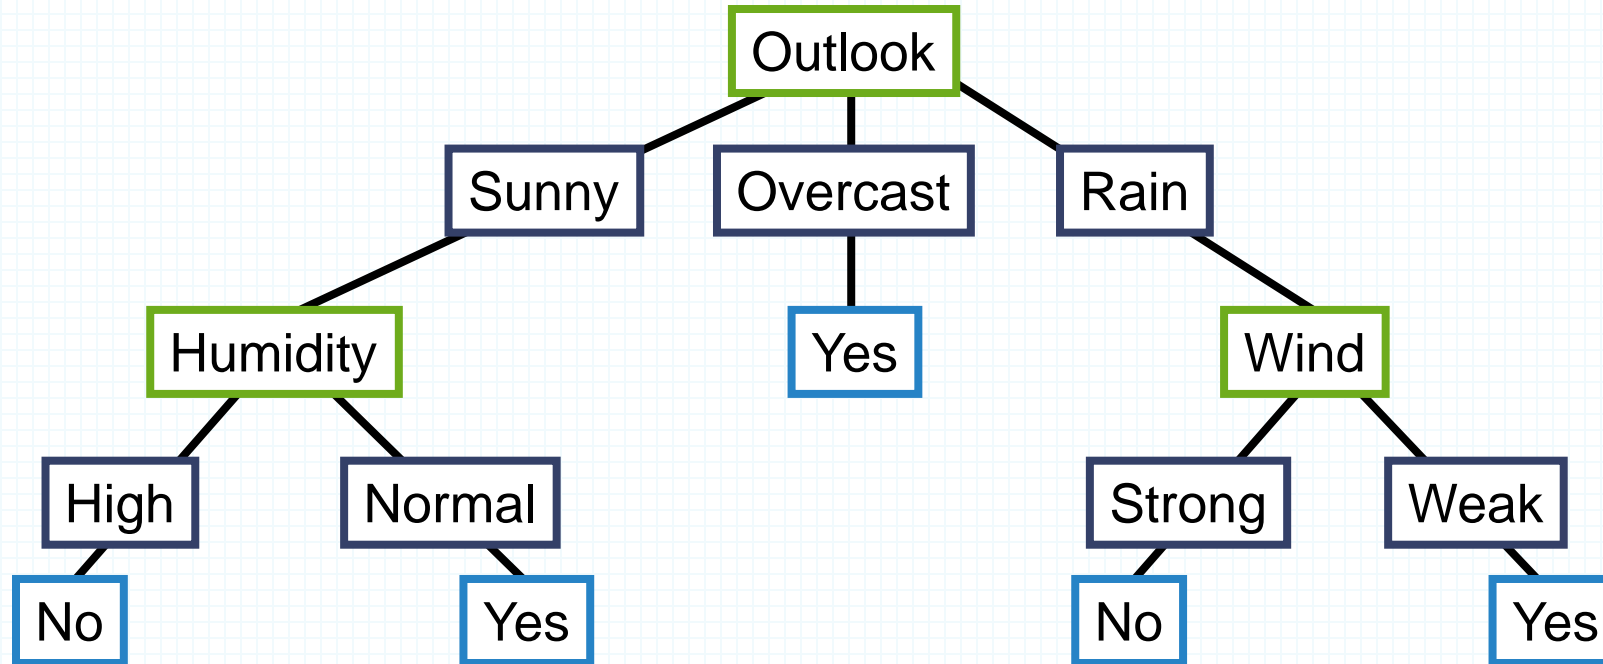 Outlook
Sunny Overcast Rain
Humidity Yes Wind
High Normal Strong Weak
No Yes No Yes